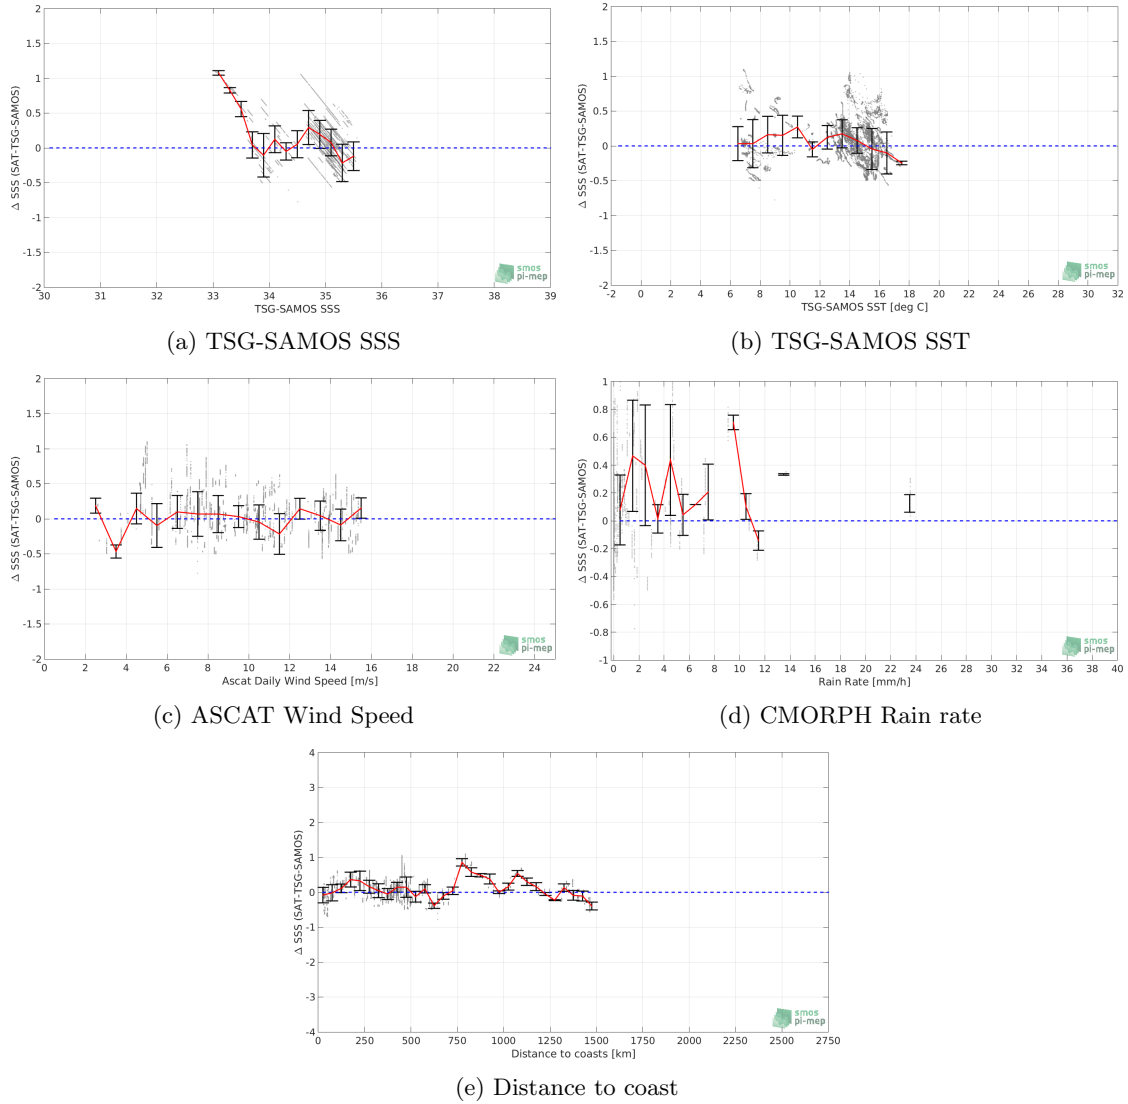 2
1.5
1
0.5
0
-0.5
-1
-1.5
-2
Δ SSS (SAT-TSG-SAMOS)
30 31 32 33 34 35 36 37 38 39
TSG-SAMOS SSS
smos
pi-mep
(a) TSG-SAMOS SSS
2
1.5
1
0.5
0
-0.5
-1
-1.5
-2
Δ SSS (SAT-TSG-SAMOS)
-2 0 2 4 6 8 10 12 14 16 18 20 22 24 26 28 30 32
TSG-SAMOS SST [deg C]
smos
pi-mep
(b) TSG-SAMOS SST
2
1.5
1
0.5
0
-0.5
-1
-1.5
-2
Δ SSS (SAT-TSG-SAMOS)
0 2 4 6 8 10 12 14 16 18 20 22 24
Ascat Daily Wind Speed [m/s]
smos
pi-mep
(c) ASCAT Wind Speed
1
0.8
0.6
0.4
0.2
0
-0.2
-0.4
-0.6
-0.8
-1
Δ SSS (SAT-TSG-SAMOS)
0 2 4 6 8 10 12 14 16 18 20 22 24 26 28 30 32 34 36 38 40
Rain Rate [mm/h]
smos
pi-mep
(d) CMORPH Rain rate
4
3
2
1
0
-1
-2
-3
-4
Δ SSS (SAT-TSG-SAMOS)
0 250 500 750 1000 1250 1500 1750 2000 2250 2500 2750
Distance to coasts [km]
smos
pi-mep
(e) Distance to coast